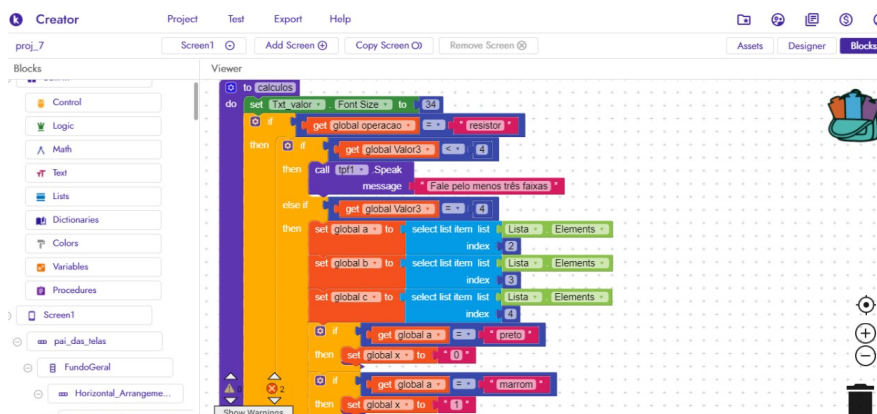 Creator Project Test Export Help
proj_7 Screen1 Add Screen Copy Screen Remove Screen Assets Designer Blocks
Blocks Viewer
Control
Logic
Math
Text
Lists
Dictionaries
Colors
Variables
Procedures
Screen1
pai_das_telas
FundoGeral
Horizontal_Arrangeme...
to calculos
do set Txt_valor . Font Size to 34
if get global operacao = " resistor "
then if get global Valor3 < 4
then call tpf1 .Speak
message " Fale pelo menos três faixas "
else if get global Valor3 = 4
then set global a to select list item list Lista . Elements
index 2
set global b to select list item list Lista . Elements
index 3
set global c to select list item list Lista . Elements
index 4
if get global a = " preto "
then set global x to " 0 "
if get global a = " marrom "
then set global x to " 1 "
0 2
Show Warnings